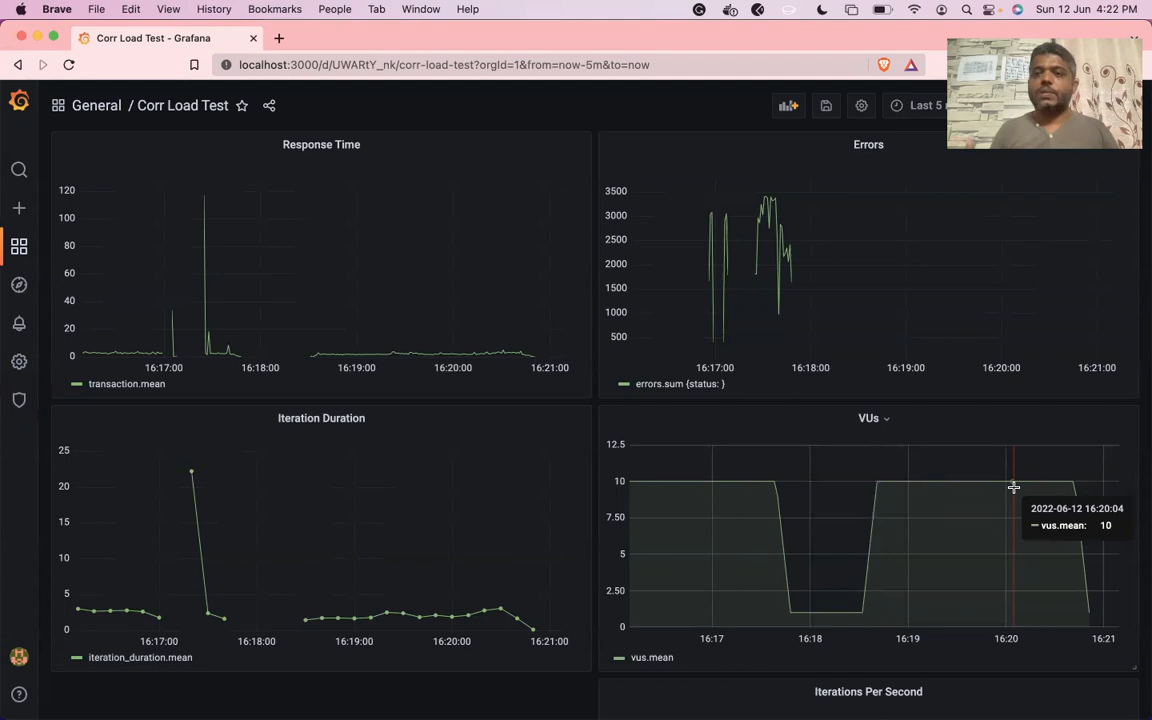 Brave File Edit View History Bookmarks People Tab Window Help Sun 12 Jun 4:22 PM
Corr Load Test - Grafana
localhost:3000/d/UWARtY_nk/corr-load-test?orgId=1&from=now-5m&to=now
General / Corr Load Test
Last 5
Response Time
120
100
80
60
40
20
0
16:17:00 16:18:00 16:19:00 16:20:00 16:21:00
transaction.mean
Errors
3500
3000
2500
2000
1500
1000
500
16:17:00 16:18:00 16:19:00 16:20:00 16:21:00
errors.sum {status: }
Iteration Duration
25
20
15
10
5
0
16:17:00 16:18:00 16:19:00 16:20:00 16:21:00
iteration_duration.mean
VUs
12.5
10
7.50
5
2.50
0
16:17 16:18 16:19 16:20 16:21
2022-06-12 16:20:04
vus.mean: 10
vus.mean
Iterations Per Second